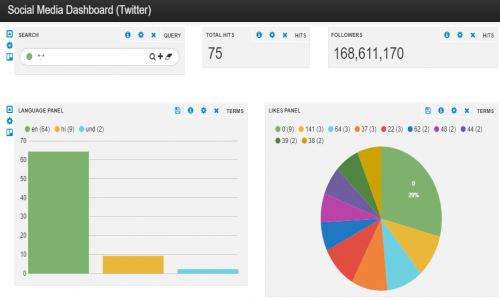 Social Media Dashboard (Twitter)
SEARCH QUERY
*:*
TOTAL HITS HITS
75
FOLLOWERS HITS
168,611,170
LANGUAGE PANEL TERMS
en (64) hi (9) und (2)
70
60
50
40
30
20
10
0
LIKES PANEL TERMS
0 (9) 141 (3) 64 (3) 37 (3) 22 (3) 62 (2) 48 (2) 44 (2)
39 (2) 38 (2)
0
29%